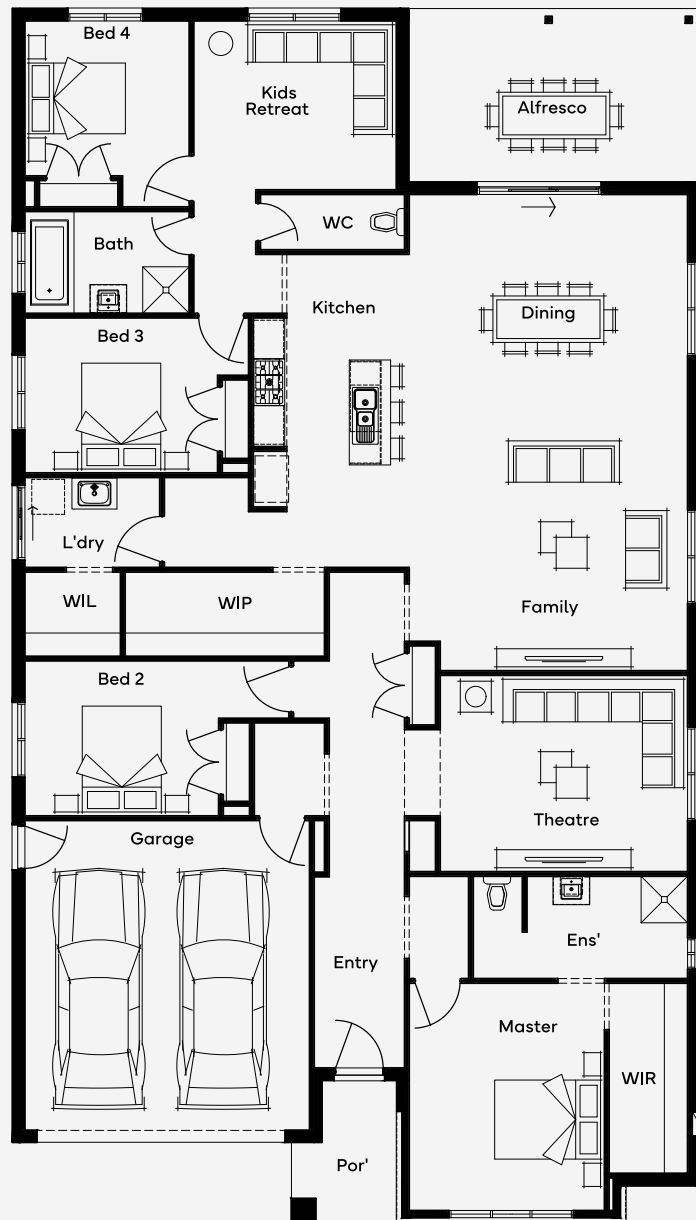 Bed 4
Kids
Retreat
Alfresco
WC
Bath
Kitchen
Dining
Bed 3
L'dry
WIL
WIP
Family
Bed 2
Theatre
Garage
Ens'
Entry
Master
WIR
Por'